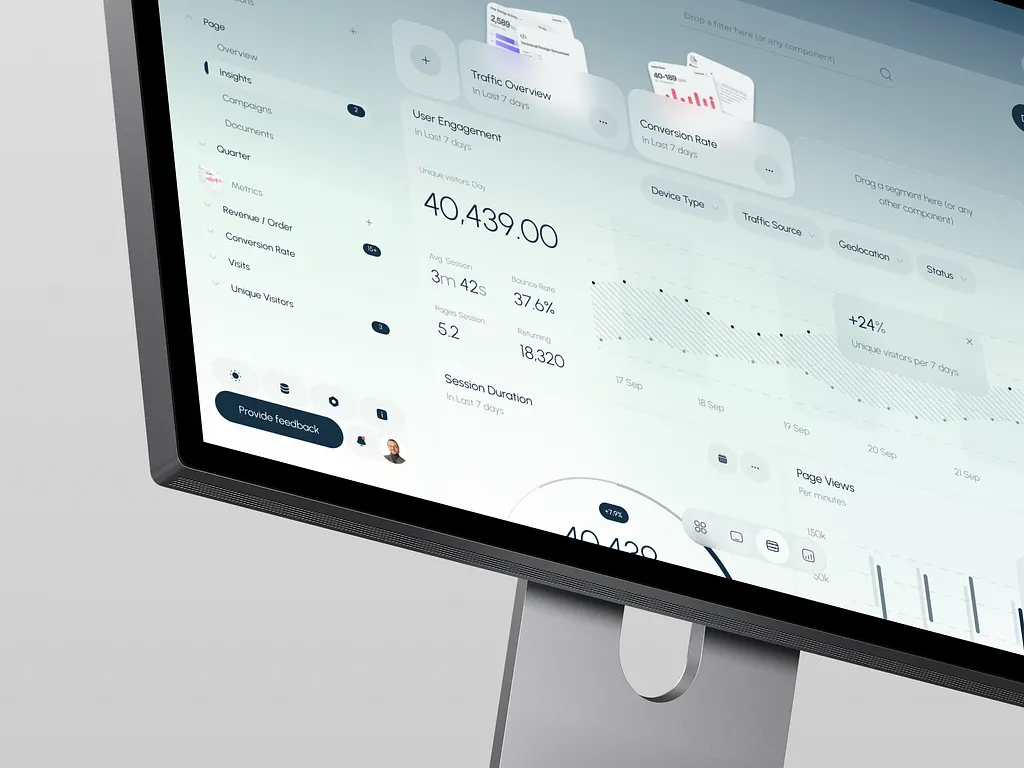 Page
Overview
Insights
Campaigns
2
Documents
Quarter
Metrics
Revenue / Order
Conversion Rate
15+
Visits
Unique Visitors
3
Provide feedback
2,589
Technical Design Document
Traffic Overview
In Last 7 days
40-189
Conversion Rate
In Last 7 days
Drop a filter here (or any component)
Drag a segment here (or any
other component)
User Engagement
In Last 7 days
Unique visitors Day
40,439.00
Avg. Session
3m 42s
Bounce Rate
37.6%
Pages Session
5.2
Returning
18,320
Device Type
Traffic Source
Geolocation
Status
+24%
Unique visitors per 7 days
17 Sep
18 Sep
19 Sep
20 Sep
21 Sep
Session Duration
In Last 7 days
+7.9%
40,439
Page Views
Per minutes
150k
50k